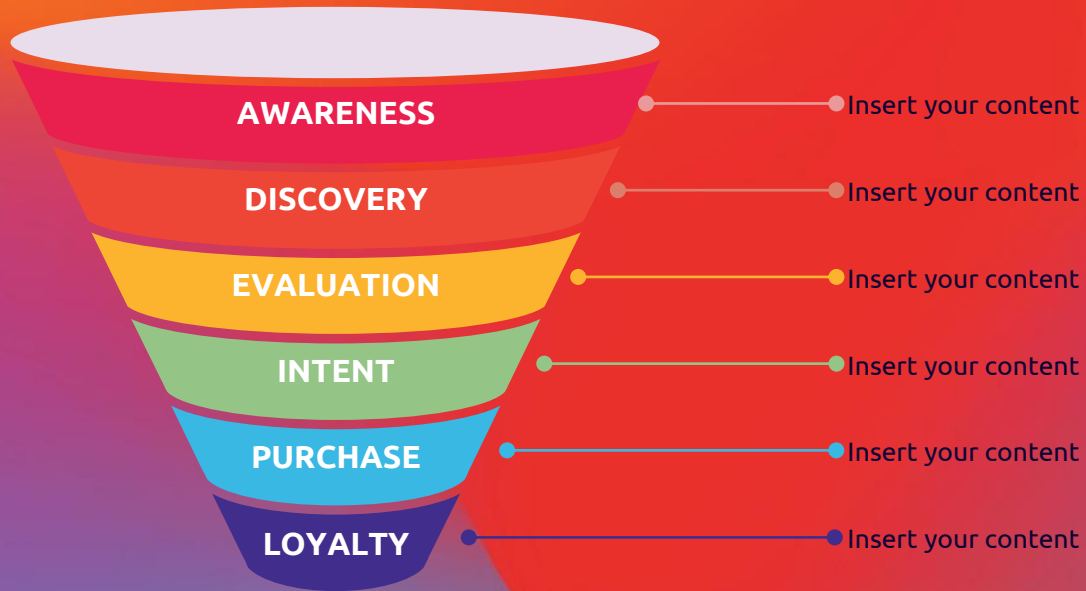 AWARENESS
Insert your content
DISCOVERY
Insert your content
EVALUATION
Insert your content
INTENT
Insert your content
PURCHASE
Insert your content
LOYALTY
Insert your content